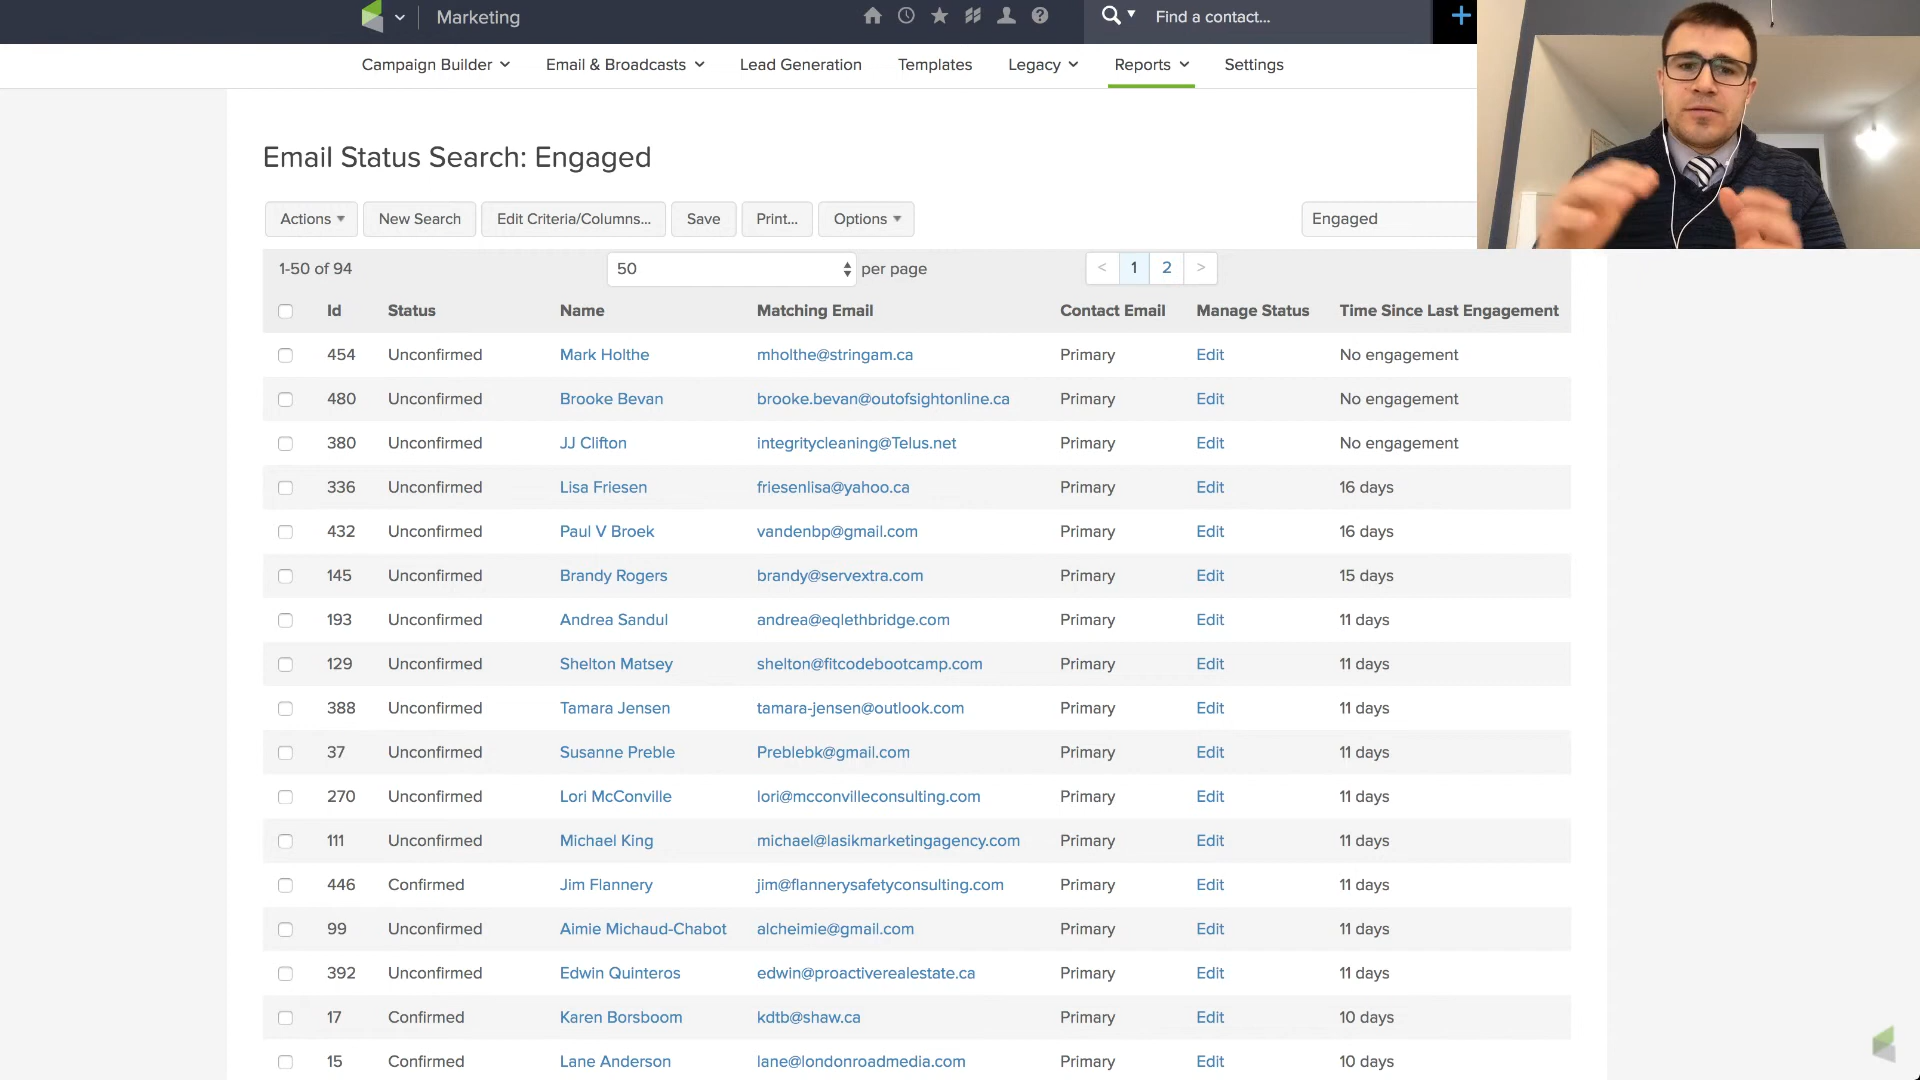 Marketing
Find a contact...
Campaign Builder Email & Broadcasts Lead Generation Templates Legacy Reports Settings
Email Status Search: Engaged
Actions New Search Edit Criteria/Columns... Save Print... Options Engaged
1-50 of 94 50 per page < 1 2 >
Id Status Name Matching Email Contact Email Manage Status Time Since Last Engagement
454 Unconfirmed Mark Holthe mholthe@stringam.ca Primary Edit No engagement
480 Unconfirmed Brooke Bevan brooke.bevan@outofsightonline.ca Primary Edit No engagement
380 Unconfirmed JJ Clifton integritycleaning@Telus.net Primary Edit No engagement
336 Unconfirmed Lisa Friesen friesenlisa@yahoo.ca Primary Edit 16 days
432 Unconfirmed Paul V Broek vandenbp@gmail.com Primary Edit 16 days
145 Unconfirmed Brandy Rogers brandy@servextra.com Primary Edit 15 days
193 Unconfirmed Andrea Sandul andrea@eqlethbridge.com Primary Edit 11 days
129 Unconfirmed Shelton Matsey shelton@fitcodebootcamp.com Primary Edit 11 days
388 Unconfirmed Tamara Jensen tamara-jensen@outlook.com Primary Edit 11 days
37 Unconfirmed Susanne Preble Preblebk@gmail.com Primary Edit 11 days
270 Unconfirmed Lori McConville lori@mcconvilleconsulting.com Primary Edit 11 days
111 Unconfirmed Michael King michael@lasikmarketingagency.com Primary Edit 11 days
446 Confirmed Jim Flannery jim@flannerysafetyconsulting.com Primary Edit 11 days
99 Unconfirmed Aimie Michaud-Chabot alcheimie@gmail.com Primary Edit 11 days
392 Unconfirmed Edwin Quinteros edwin@proactiverealestate.ca Primary Edit 11 days
17 Confirmed Karen Borsboom kdtb@shaw.ca Primary Edit 10 days
15 Confirmed Lane Anderson lane@londonroadmedia.com Primary Edit 10 days